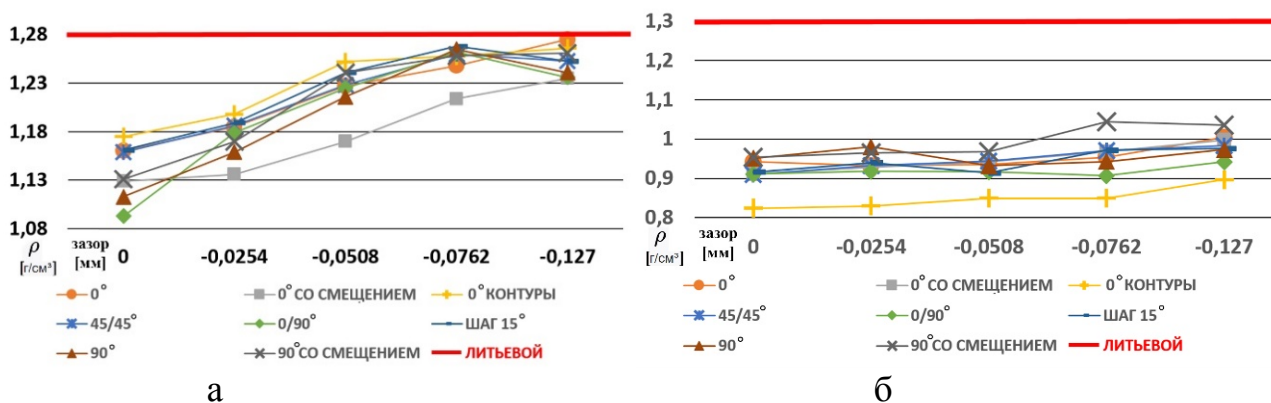 1,28
1,23
1,18
1,13
1,08
ρ
[г/см³]
зазор
[мм]
0 -0,0254 -0,0508 -0,0762 -0,127
0° 0° СО СМЕЩЕНИЕМ 0° КОНТУРЫ
45/45° 0/90° ШАГ 15°
90° 90° СО СМЕЩЕНИЕМ ЛИТЬЕВОЙ
а
1,3
1,2
1,1
1
0,9
0,8
ρ
[г/см³]
зазор
[мм]
0 -0,0254 -0,0508 -0,0762 -0,127
0° 0° СО СМЕЩЕНИЕМ 0° КОНТУРЫ
45/45° 0/90° ШАГ 15°
90° 90°СО СМЕЩЕНИЕМ ЛИТЬЕВОЙ
б